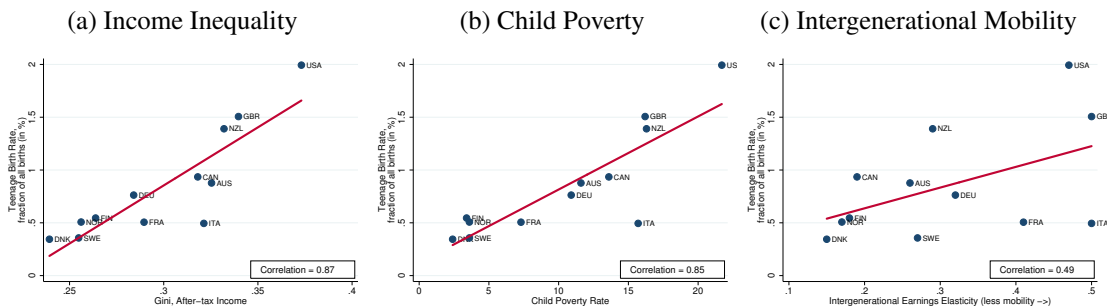 (a) Income Inequality
Teenage Birth Rate,
fraction of all births (in %)
2
1.5
1
.5
0
USA
GBR
NZL
CAN
AUS
DEU
FIN
NOR
FRA
ITA
DNK
SWE
Correlation = 0.87
.25
.3
.35
.4
Gini, After-tax Income
(b) Child Poverty
Teenage Birth Rate,
fraction of all births (in %)
2
1.5
1
.5
0
US
GBR
NZL
CAN
AUS
DEU
FIN
NOR
FRA
ITA
DNK
SWE
Correlation = 0.85
0
5
10
15
20
Child Poverty Rate
(c) Intergenerational Mobility
Teenage Birth Rate,
fraction of all births (in %)
2
1.5
1
.5
0
USA
GB
NZL
CAN
AUS
DEU
FIN
NOR
FRA
ITA
DNK
SWE
Correlation = 0.49
.1
.2
.3
.4
.5
Intergenerational Earnings Elasticity (less mobility –>)